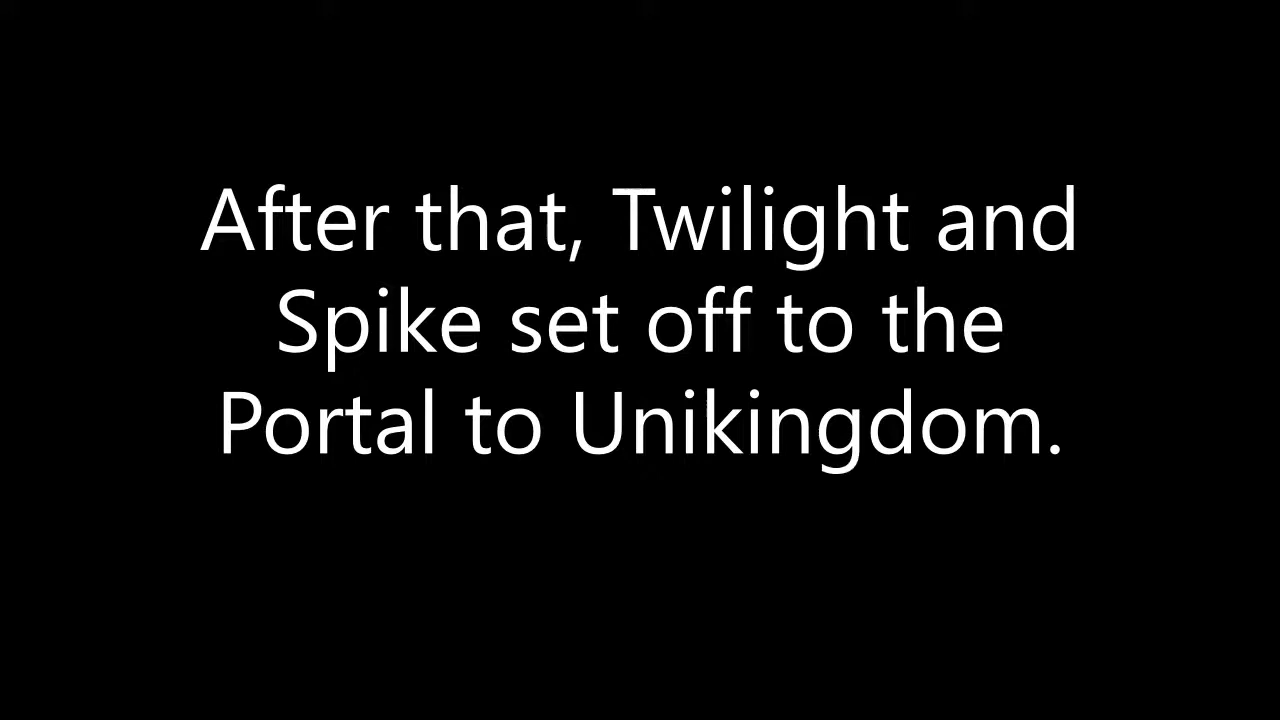 After that, Twilight and
Spike set off to the
Portal to Unikingdom.